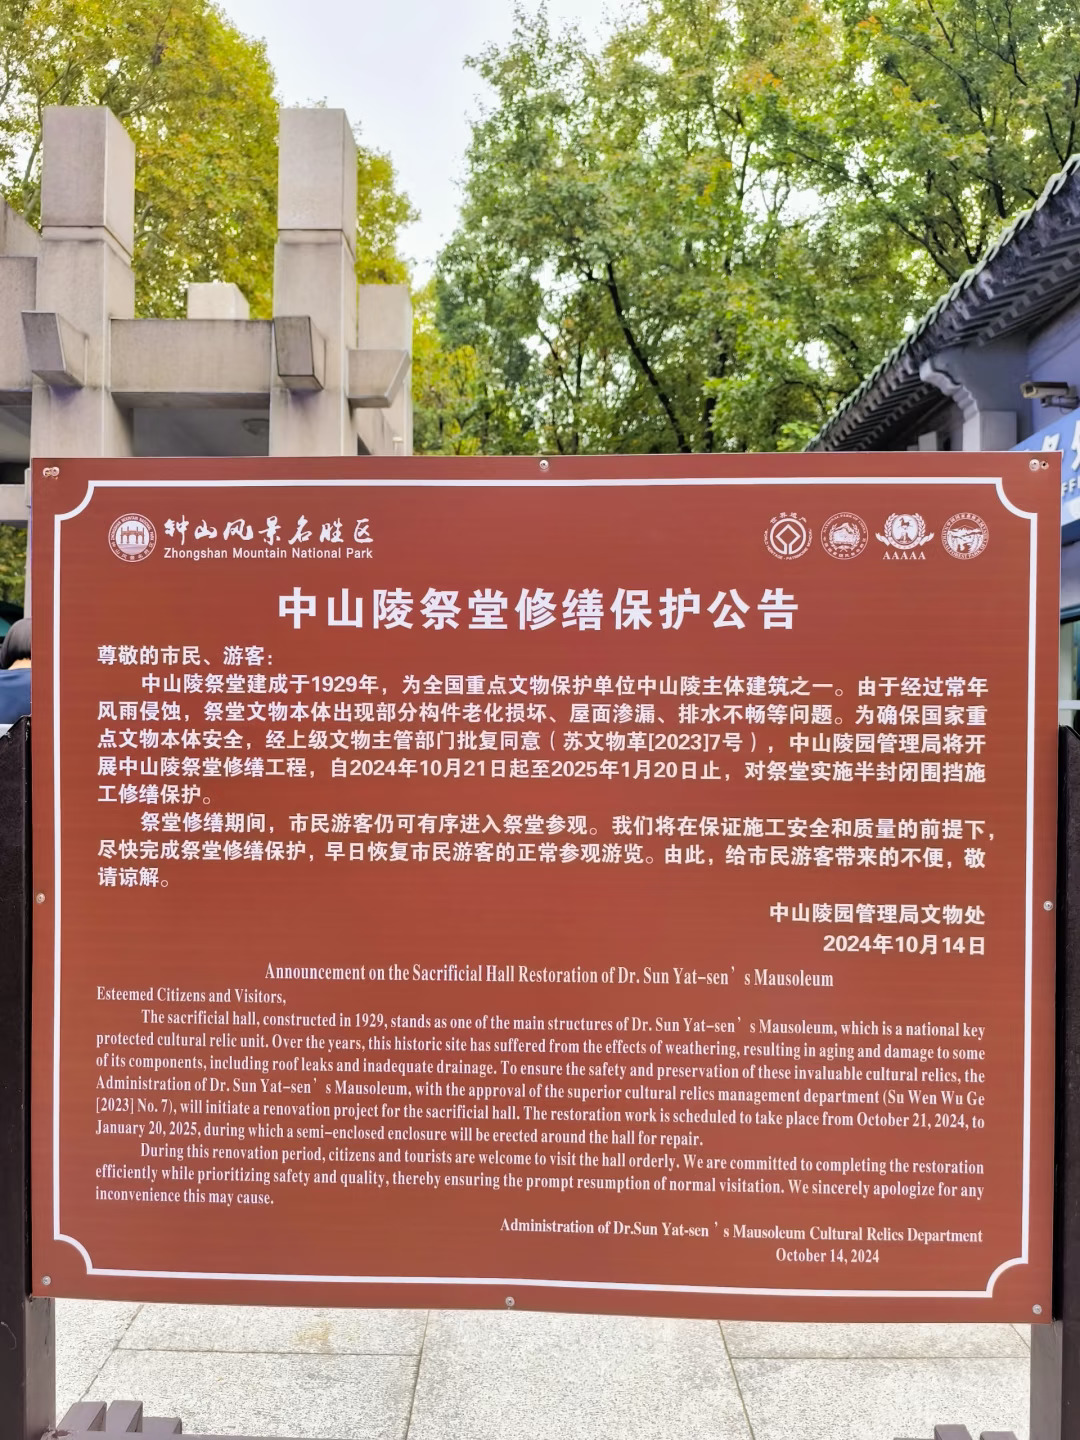 钟山风景名胜区
Zhongshan Mountain National Park
AAAAA
中山陵祭堂修缮保护公告
尊敬的市民、游客：
中山陵祭堂建成于1929年，为全国重点文物保护单位中山陵主体建筑之一。由于经过常年
风雨侵蚀，祭堂文物本体出现部分构件老化损坏、屋面渗漏、排水不畅等问题。为确保国家重
点文物本体安全，经上级文物主管部门批复同意（苏文物革[2023]7号），中山陵园管理局将开
展中山陵祭堂修缮工程，自2024年10月21日起至2025年1月20日止，对祭堂实施半封闭围挡施
工修缮保护。
祭堂修缮期间，市民游客仍可有序进入祭堂参观。我们将在保证施工安全和质量的前提下，
尽快完成祭堂修缮保护，早日恢复市民游客的正常参观游览。由此，给市民游客带来的不便，敬
请谅解。
中山陵园管理局文物处
2024年10月14日
Announcement on the Sacrificial Hall Restoration of Dr. Sun Yat-sen’s Mausoleum
Esteemed Citizens and Visitors,
The sacrificial hall, constructed in 1929, stands as one of the main structures of Dr. Sun Yat-sen’s Mausoleum, which is a national key
protected cultural relic unit. Over the years, this historic site has suffered from the effects of weathering, resulting in aging and damage to some
of its components, including roof leaks and inadequate drainage. To ensure the safety and preservation of these invaluable cultural relics, the
Administration of Dr. Sun Yat-sen’s Mausoleum, with the approval of the superior cultural relics management department (Su Wen Wu Ge
[2023] No. 7), will initiate a renovation project for the sacrificial hall. The restoration work is scheduled to take place from October 21, 2024, to
January 20, 2025, during which a semi-enclosed enclosure will be erected around the hall for repair.
During this renovation period, citizens and tourists are welcome to visit the hall orderly. We are committed to completing the restoration
efficiently while prioritizing safety and quality, thereby ensuring the prompt resumption of normal visitation. We sincerely apologize for any
inconvenience this may cause.
Administration of Dr.Sun Yat-sen’s Mausoleum Cultural Relics Department
October 14, 2024